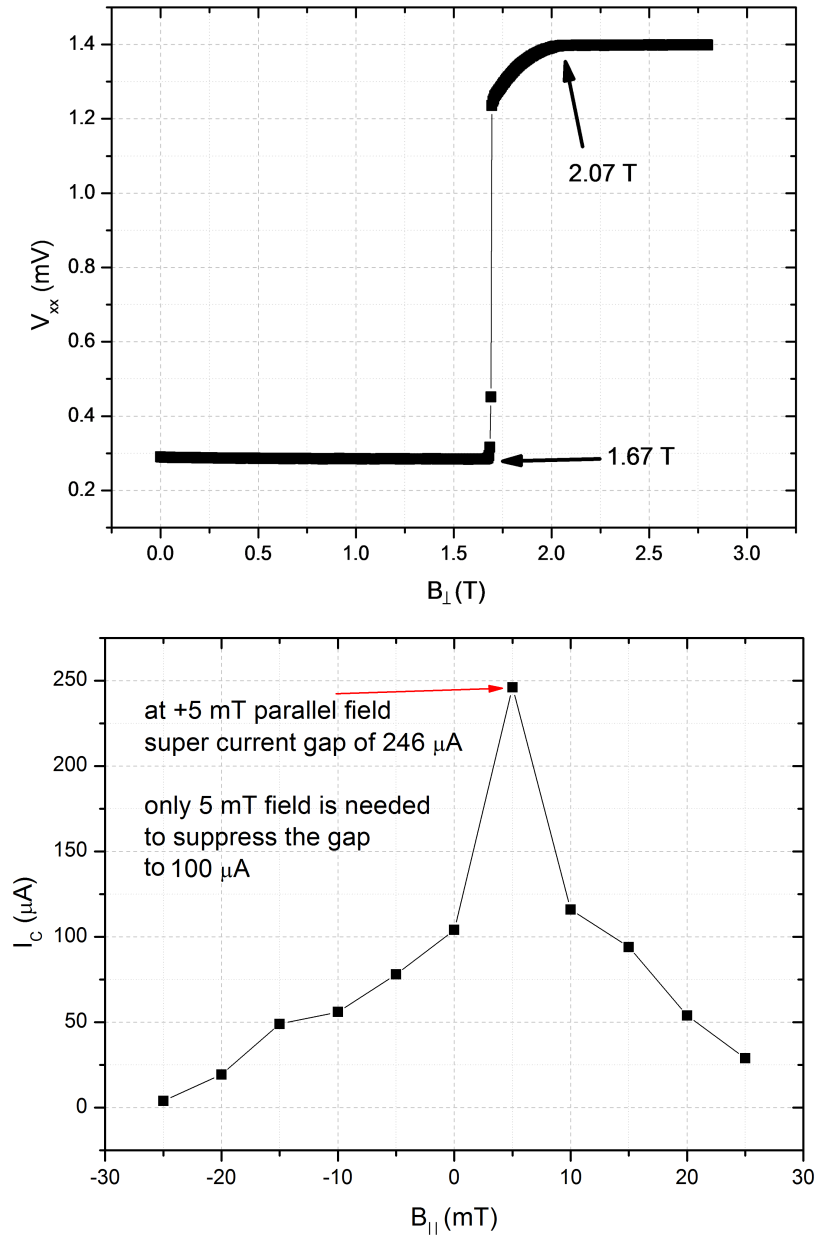 1.4
1.2
1.0
0.8
0.6
0.4
0.2
V_xx (mV)
2.07 T
1.67 T
0.0 0.5 1.0 1.5 2.0 2.5 3.0
B_⊥ (T)
250
200
150
100
50
0
I_C (μA)
at +5 mT parallel field
super current gap of 246 μA
only 5 mT field is needed
to suppress the gap
to 100 μA
-30 -20 -10 0 10 20 30
B_|| (mT)